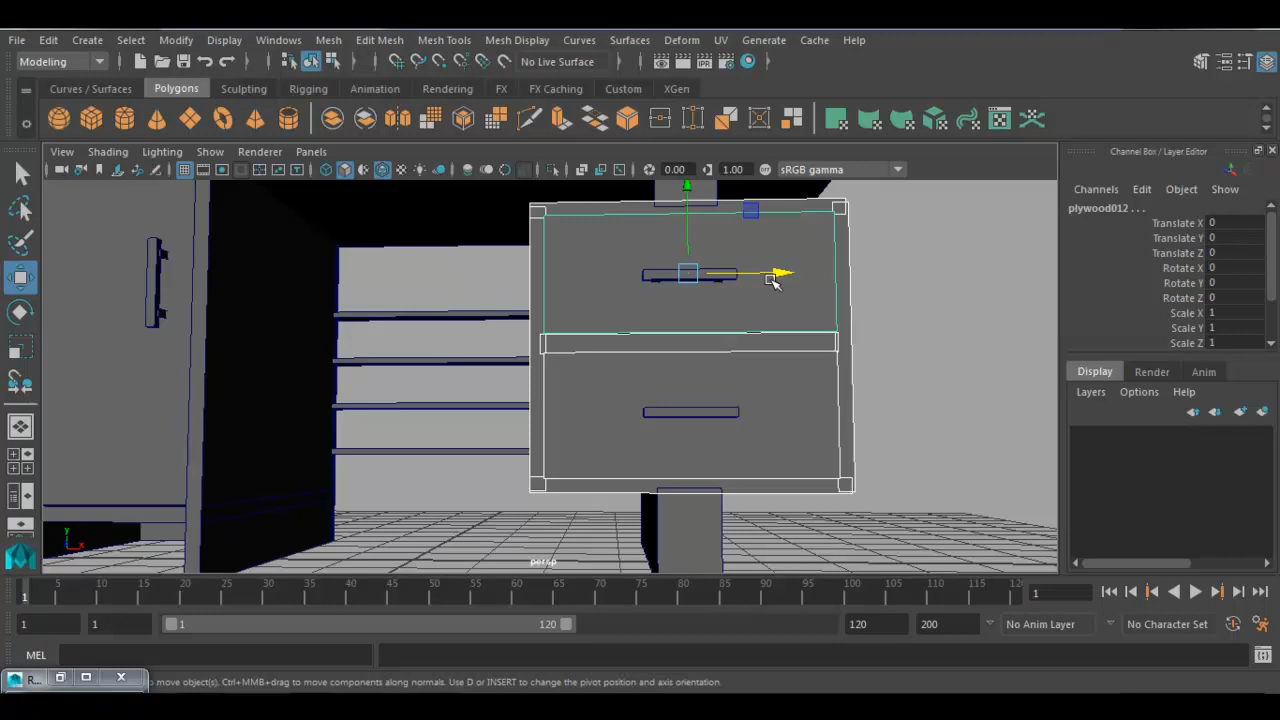 File Edit Create Select Modify Display Windows Mesh Edit Mesh Mesh Tools Mesh Display Curves Surfaces Deform UV Generate Cache Help
Modeling No Live Surface
Curves / Surfaces Polygons Sculpting Rigging Animation Rendering FX FX Caching Custom XGen
View Shading Lighting Show Renderer Panels
0.00 1.00 sRGB gamma
Channel Box / Layer Editor
Channels Edit Object Show
plywood012 . . .
Translate X 0
Translate Y 0
Translate Z 0
Rotate X 0
Rotate Y 0
Rotate Z 0
Scale X 1
Scale Y 1
Scale Z 1
Display Render Anim
Layers Options Help
y
x
persp
1 5 10 15 20 25 30 35 40 45 50 55 60 65 70 75 80 85 90 95 100 105 110 115 12
1
1 1 1 120 120 200 No Anim Layer No Character Set
MEL
R...
to move object(s). Ctrl+MMB+drag to move components along normals. Use D or INSERT to change the pivot position and axis orientation.